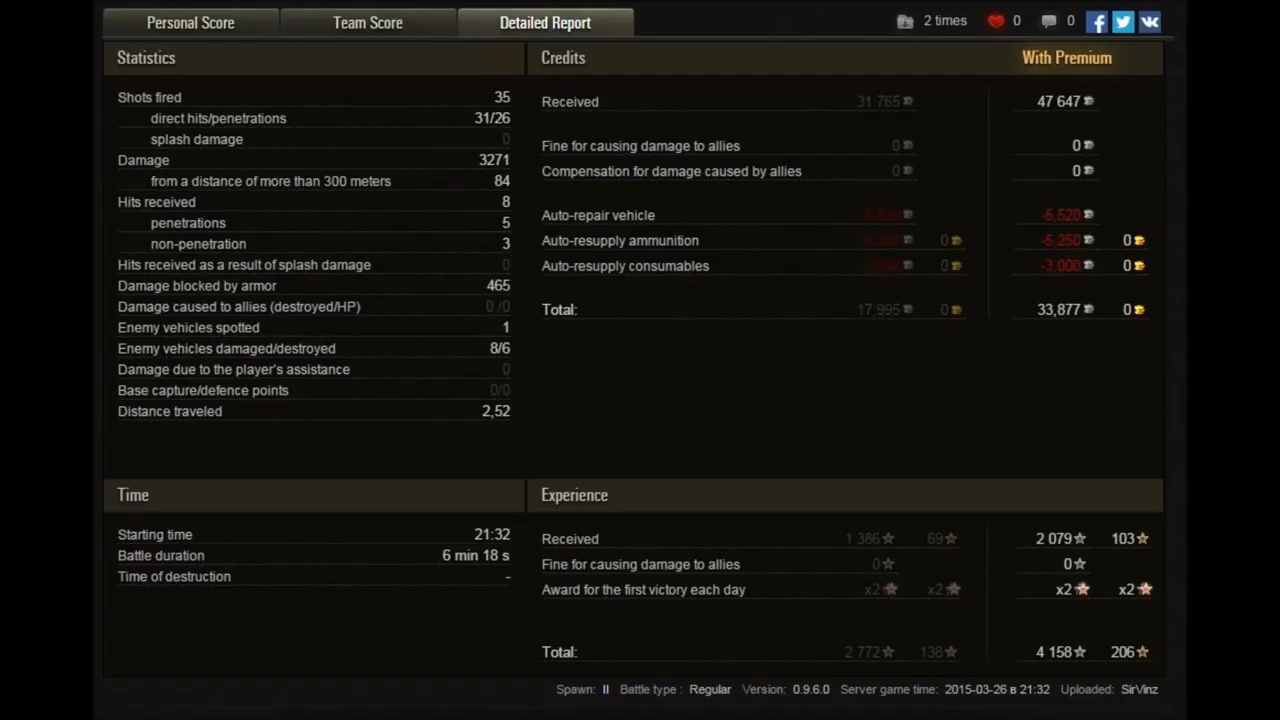 Personal Score Team Score Detailed Report 2 times 0 0
Statistics
Shots fired 35
direct hits/penetrations 31/26
splash damage 0
Damage 3271
from a distance of more than 300 meters 84
Hits received 8
penetrations 5
non-penetration 3
Hits received as a result of splash damage 0
Damage blocked by armor 465
Damage caused to allies (destroyed/HP) 0 /0
Enemy vehicles spotted 1
Enemy vehicles damaged/destroyed 8/6
Damage due to the player's assistance 0
Base capture/defence points 0/0
Distance traveled 2,52
Credits With Premium
Received 31 765 47 647
Fine for causing damage to allies 0 0
Compensation for damage caused by allies 0 0
Auto-repair vehicle -5,520
Auto-resupply ammunition 0 -5,250 0
Auto-resupply consumables 0 -3 000 0
Total: 17,995 0 33,877 0
Time
Starting time 21:32
Battle duration 6 min 18 s
Time of destruction -
Experience
Received 1 386 69 2 079 103
Fine for causing damage to allies 0 0
Award for the first victory each day x2 x2 x2 x2
Total: 2 772 138 4 158 206
Spawn: II Battle type : Regular Version: 0.9.6.0 Server game time: 2015-03-26 в 21:32 Uploaded: SirVinz